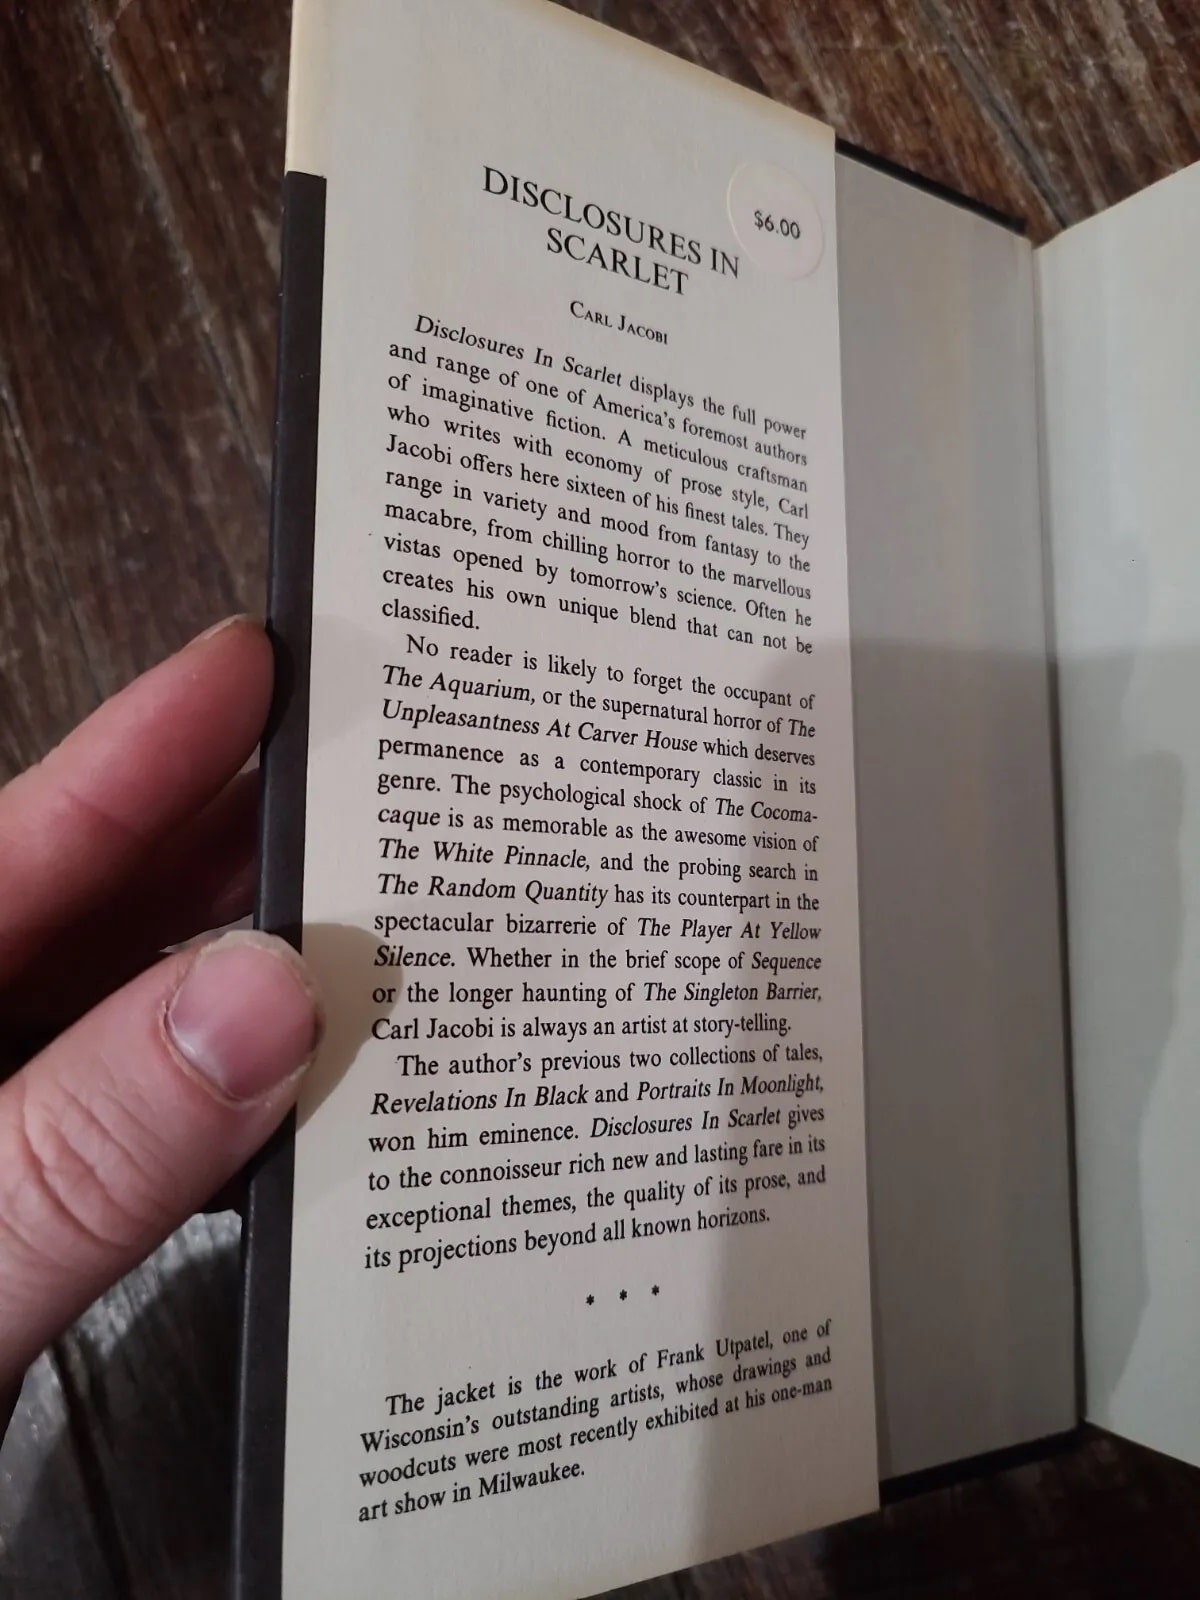 DISCLOSURES IN
SCARLET
$6.00
CARL JACOBI
Disclosures In Scarlet displays the full power
and range of one of America's foremost authors
of imaginative fiction. A meticulous craftsman
who writes with economy of prose style, Carl
Jacobi offers here sixteen of his finest tales. They
range in variety and mood from fantasy to the
macabre, from chilling horror to the marvellous
vistas opened by tomorrow's science. Often he
creates his own unique blend that can not be
classified.
No reader is likely to forget the occupant of
The Aquarium, or the supernatural horror of The
Unpleasantness At Carver House which deserves
permanence as a contemporary classic in its
genre. The psychological shock of The Cocoma-
caque is as memorable as the awesome vision of
The White Pinnacle, and the probing search in
The Random Quantity has its counterpart in the
spectacular bizarrerie of The Player At Yellow
Silence. Whether in the brief scope of Sequence
or the longer haunting of The Singleton Barrier,
Carl Jacobi is always an artist at story-telling.
The author's previous two collections of tales,
Revelations In Black and Portraits In Moonlight,
won him eminence. Disclosures In Scarlet gives
to the connoisseur rich new and lasting fare in its
exceptional themes, the quality of its prose, and
its projections beyond all known horizons.
* * *
The jacket is the work of Frank Utpatel, one of
Wisconsin's outstanding artists, whose drawings and
woodcuts were most recently exhibited at his one-man
art show in Milwaukee.